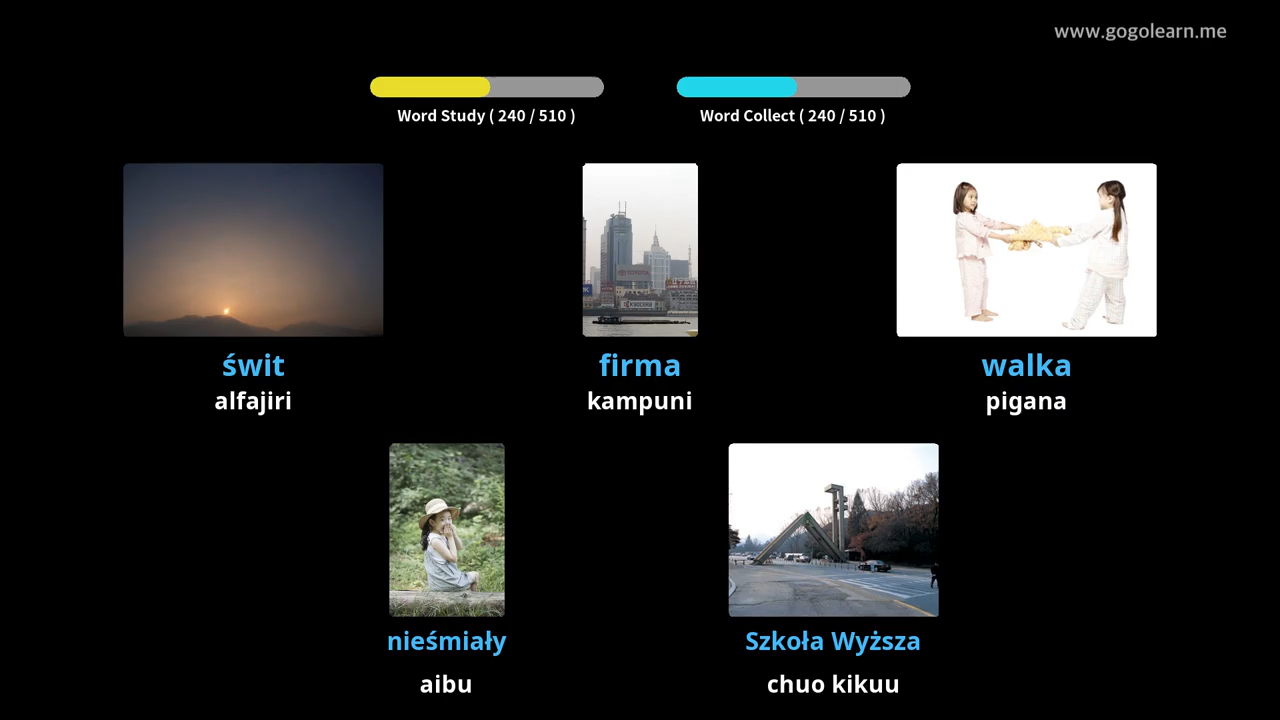 www.gogolearn.me
Word Study ( 240 / 510 )
Word Collect ( 240 / 510 )
TOYOTA
świt
firma
walka
alfajiri
kampuni
pigana
nieśmiały
Szkoła Wyższa
aibu
chuo kikuu